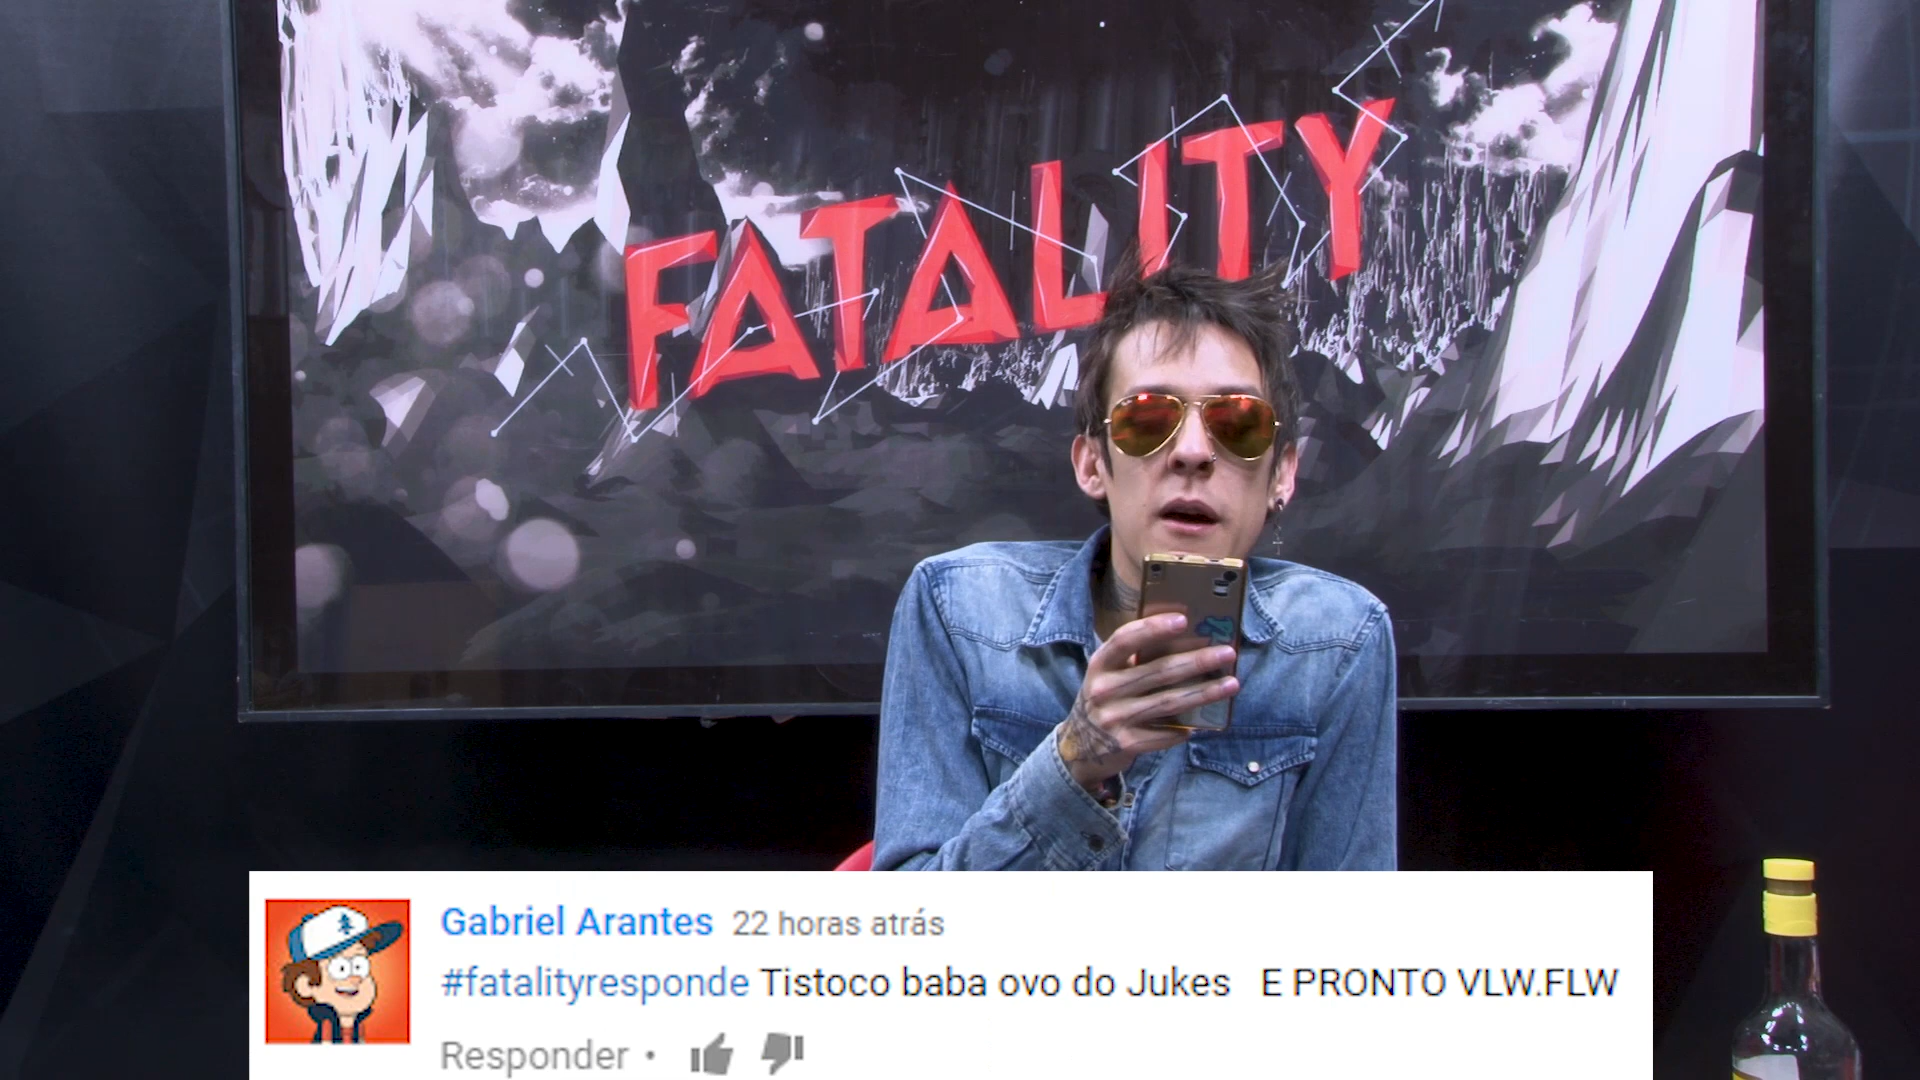 FATALITY
Gabriel Arantes 22 horas atrás
#fatalityresponde Tistoco baba ovo do Jukes E PRONTO VLW.FLW
Responder •